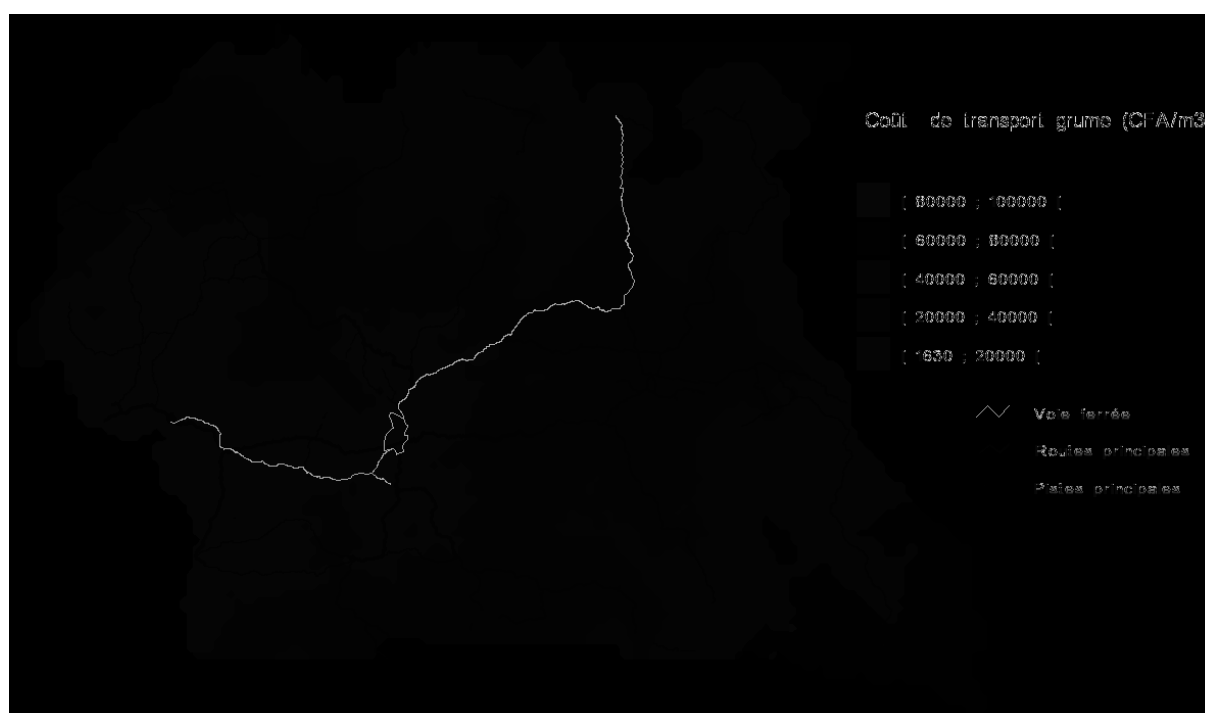 Coût de transport grume (CFA/m3
[ 80000 ; 100000 [
[ 60000 ; 80000 [
[ 40000 ; 60000 [
[ 20000 ; 40000 [
[ 1630 ; 20000 [
Voie ferrée
Routes principales
Pistes principales